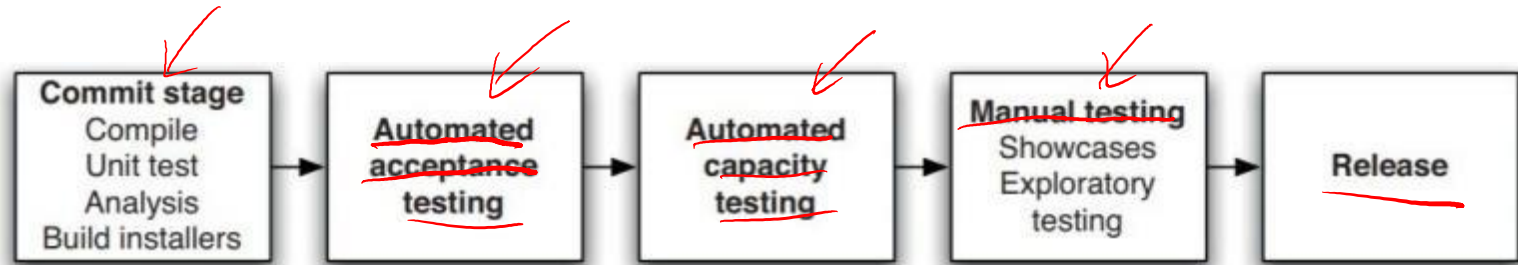 Commit stage
Compile
Unit test
Analysis
Build installers
Automated
acceptance
testing
Automated
capacity
testing
Manual testing
Showcases
Exploratory
testing
Release